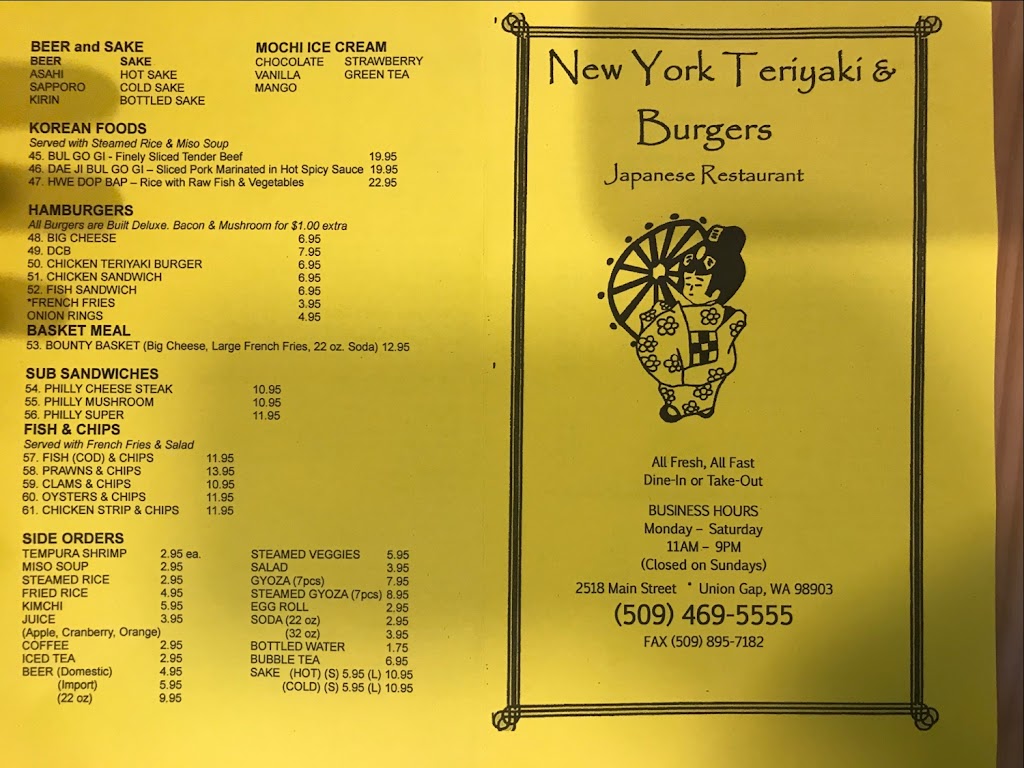 BEER and SAKE
BEER SAKE
ASAHI HOT SAKE
SAPPORO COLD SAKE
KIRIN BOTTLED SAKE
MOCHI ICE CREAM
CHOCOLATE STRAWBERRY
VANILLA GREEN TEA
MANGO
KOREAN FOODS
Served with Steamed Rice & Miso Soup
45. BUL GO GI - Finely Sliced Tender Beef 19.95
46. DAE JI BUL GO GI – Sliced Pork Marinated in Hot Spicy Sauce 19.95
47. HWE DOP BAP – Rice with Raw Fish & Vegetables 22.95
HAMBURGERS
All Burgers are Built Deluxe. Bacon & Mushroom for $1.00 extra
48. BIG CHEESE 6.95
49. DCB 7.95
50. CHICKEN TERIYAKI BURGER 6.95
51. CHICKEN SANDWICH 6.95
52. FISH SANDWICH 6.95
*FRENCH FRIES 3.95
ONION RINGS 4.95
BASKET MEAL
53. BOUNTY BASKET (Big Cheese, Large French Fries, 22 oz. Soda) 12.95
SUB SANDWICHES
54. PHILLY CHEESE STEAK 10.95
55. PHILLY MUSHROOM 10.95
56. PHILLY SUPER 11.95
FISH & CHIPS
Served with French Fries & Salad
57. FISH (COD) & CHIPS 11.95
58. PRAWNS & CHIPS 13.95
59. CLAMS & CHIPS 10.95
60. OYSTERS & CHIPS 11.95
61. CHICKEN STRIP & CHIPS 11.95
SIDE ORDERS
TEMPURA SHRIMP 2.95 ea.
MISO SOUP 2.95
STEAMED RICE 2.95
FRIED RICE 4.95
KIMCHI 5.95
JUICE 3.95
(Apple, Cranberry, Orange)
COFFEE 2.95
ICED TEA 2.95
BEER (Domestic) 4.95
(Import) 5.95
(22 oz) 9.95
STEAMED VEGGIES 5.95
SALAD 3.95
GYOZA (7pcs) 7.95
STEAMED GYOZA (7pcs) 8.95
EGG ROLL 2.95
SODA (22 oz) 2.95
(32 oz) 3.95
BOTTLED WATER 1.75
BUBBLE TEA 6.95
SAKE (HOT) (S) 5.95 (L) 10.95
(COLD) (S) 5.95 (L) 10.95
New York Teriyaki &
Burgers
Japanese Restaurant
All Fresh, All Fast
Dine-In or Take-Out
BUSINESS HOURS
Monday – Saturday
11AM – 9PM
(Closed on Sundays)
2518 Main Street * Union Gap, WA 98903
(509) 469-5555
FAX (509) 895-7182